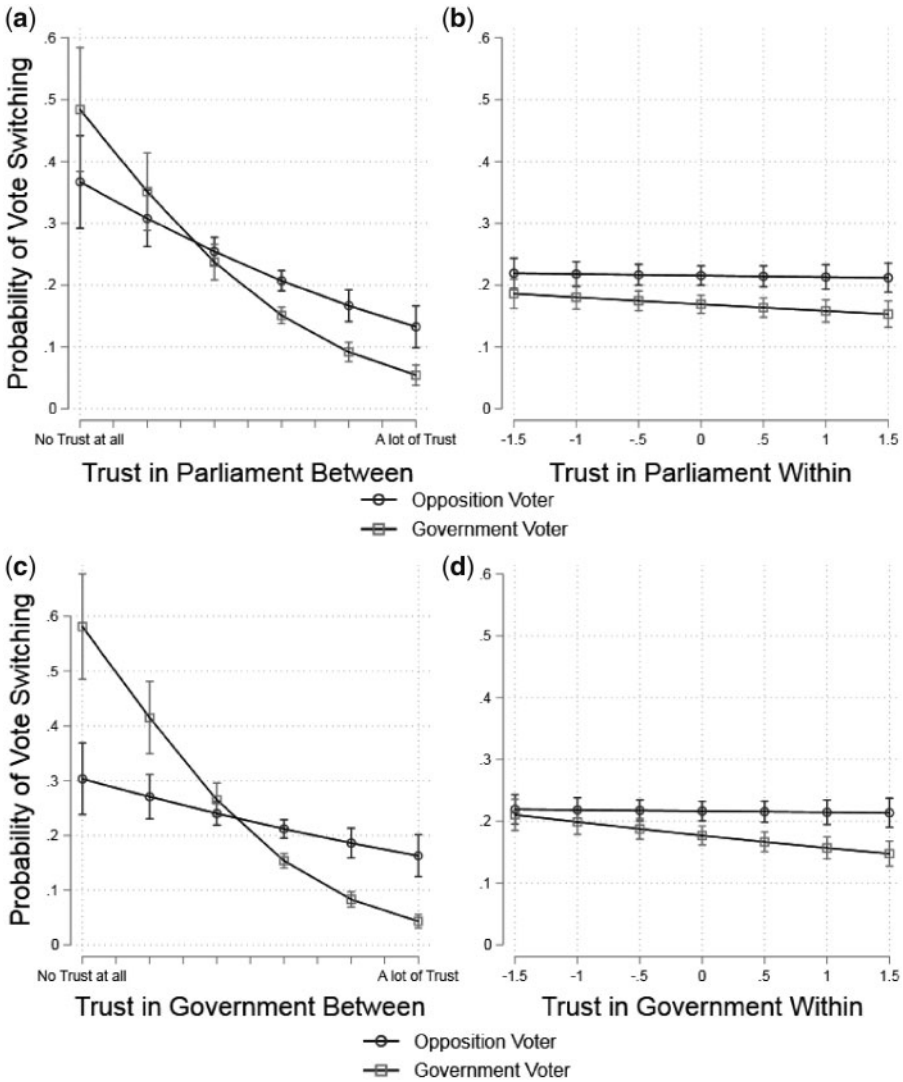 (a)
Probability of Vote Switching
.6
.5
.4
.3
.2
.1
0
No Trust at all
A lot of Trust
Trust in Parliament Between
(b)
.6
.5
.4
.3
.2
.1
0
-1.5 -1 -.5 0 .5 1 1.5
Trust in Parliament Within
Opposition Voter
Government Voter
(c)
Probability of Vote Switching
.6
.5
.4
.3
.2
.1
0
No Trust at all
A lot of Trust
Trust in Government Between
(d)
.6
.5
.4
.3
.2
.1
0
-1.5 -1 -.5 0 .5 1 1.5
Trust in Government Within
Opposition Voter
Government Voter